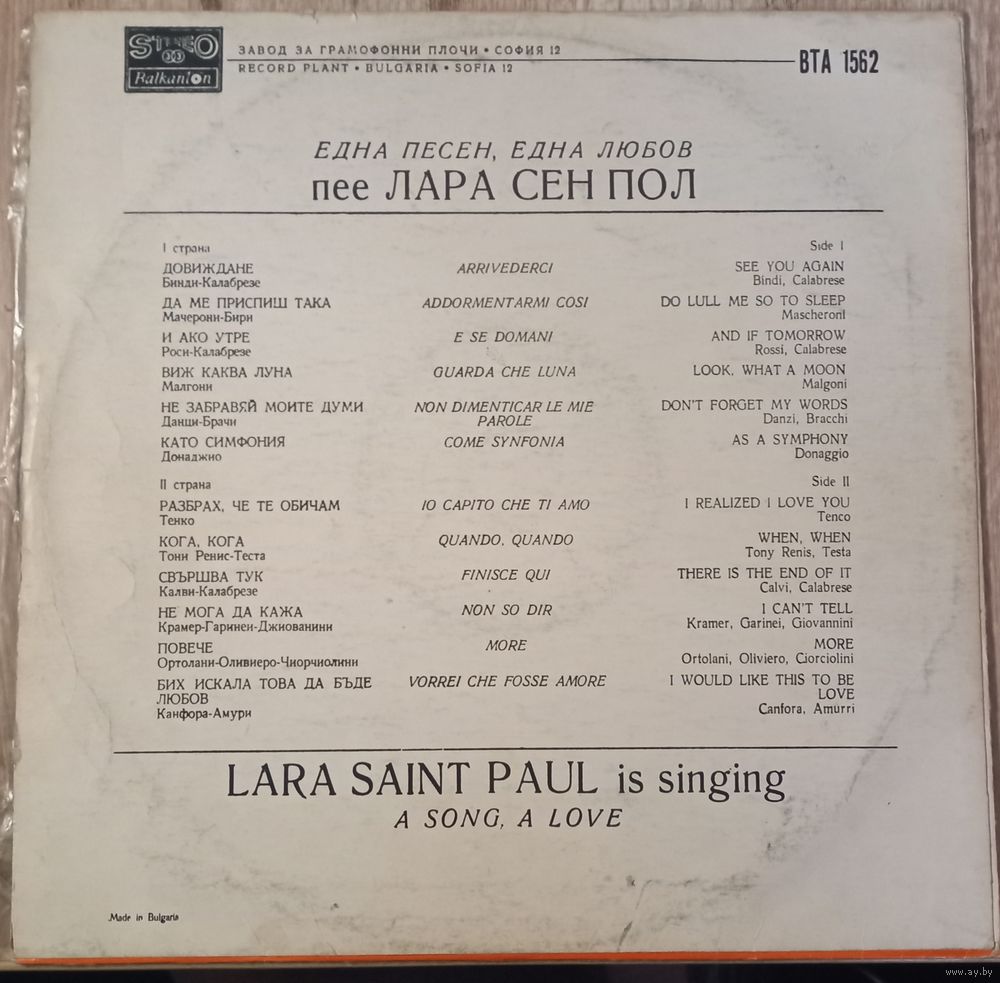 STEREO
33
Balkanton
ЗАВОД ЗА ГРАМОФОННИ ПЛОЧИ • СОФИЯ 12
RECORD PLANT • BULGARIA • SOFIA 12
ВТА 1562
ЕДНА ПЕСЕН, ЕДНА ЛЮБОВ
пее ЛАРА СЕН ПОЛ
I страна
Side I
ДОВИЖДАНЕ ARRIVEDERCI SEE YOU AGAIN
Бинди-Калабрезе Bindi, Calabrese
ДА МЕ ПРИСПИШ ТАКА ADDORMENTARMI COSI DO LULL ME SO TO SLEEP
Мачерони-Бири Mascheroni
И АКО УТРЕ E SE DOMANI AND IF TOMORROW
Роси-Калабрезе Rossi, Calabrese
ВИЖ КАКВА ЛУНА GUARDA CHE LUNA LOOK, WHAT A MOON
Малгони Malgoni
НЕ ЗАБРАВЯЙ МОИТЕ ДУМИ NON DIMENTICAR LE MIE DON'T FORGET MY WORDS
Данци-Брачи PAROLE Danzi, Bracchi
КАТО СИМФОНИЯ COME SYNFONIA AS A SYMPHONY
Донаджио Donaggio
II страна Side II
РАЗБРАХ, ЧЕ ТЕ ОБИЧАМ IO CAPITO CHE TI AMO I REALIZED I LOVE YOU
Тенко Tenco
КОГА, КОГА QUANDO, QUANDO WHEN, WHEN
Тони Ренис-Теста Tony Renis, Testa
СВЪРШВА ТУК FINISCE QUI THERE IS THE END OF IT
Калви-Калабрезе Calvi, Calabrese
НЕ МОГА ДА КАЖА NON SO DIR I CAN'T TELL
Крамер-Гаринеи-Джиованини Kramer, Garinei, Giovannini
ПОВЕЧЕ MORE MORE
Ортолани-Оливиеро-Чиорчиолини Ortolani, Oliviero, Ciorciolini
БИХ ИСКАЛА ТОВА ДА БЪДЕ VORREI CHE FOSSE AMORE I WOULD LIKE THIS TO BE
ЛЮБОВ LOVE
Канфора-Амури Canfora, Amurri
LARA SAINT PAUL is singing
A SONG, A LOVE
Made in Bulgaria
www.ay.by